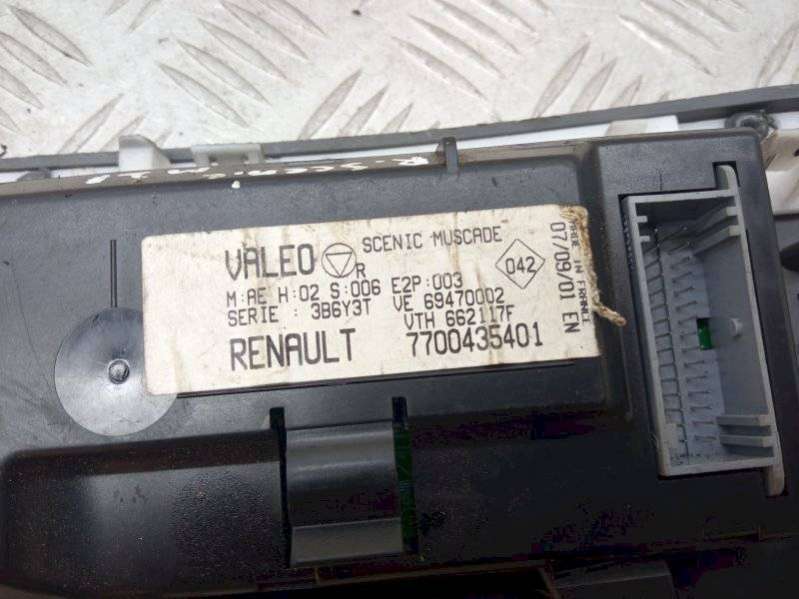 R. Scenic
VALEO R SCENIC MUSCADE
M:AE H:02 S:006 E2P:003
SERIE : 3B6Y3T VE 69470002
VTH 662117F
RENAULT 7700435401
042
MADE IN FRANCE
07/09/01 EN